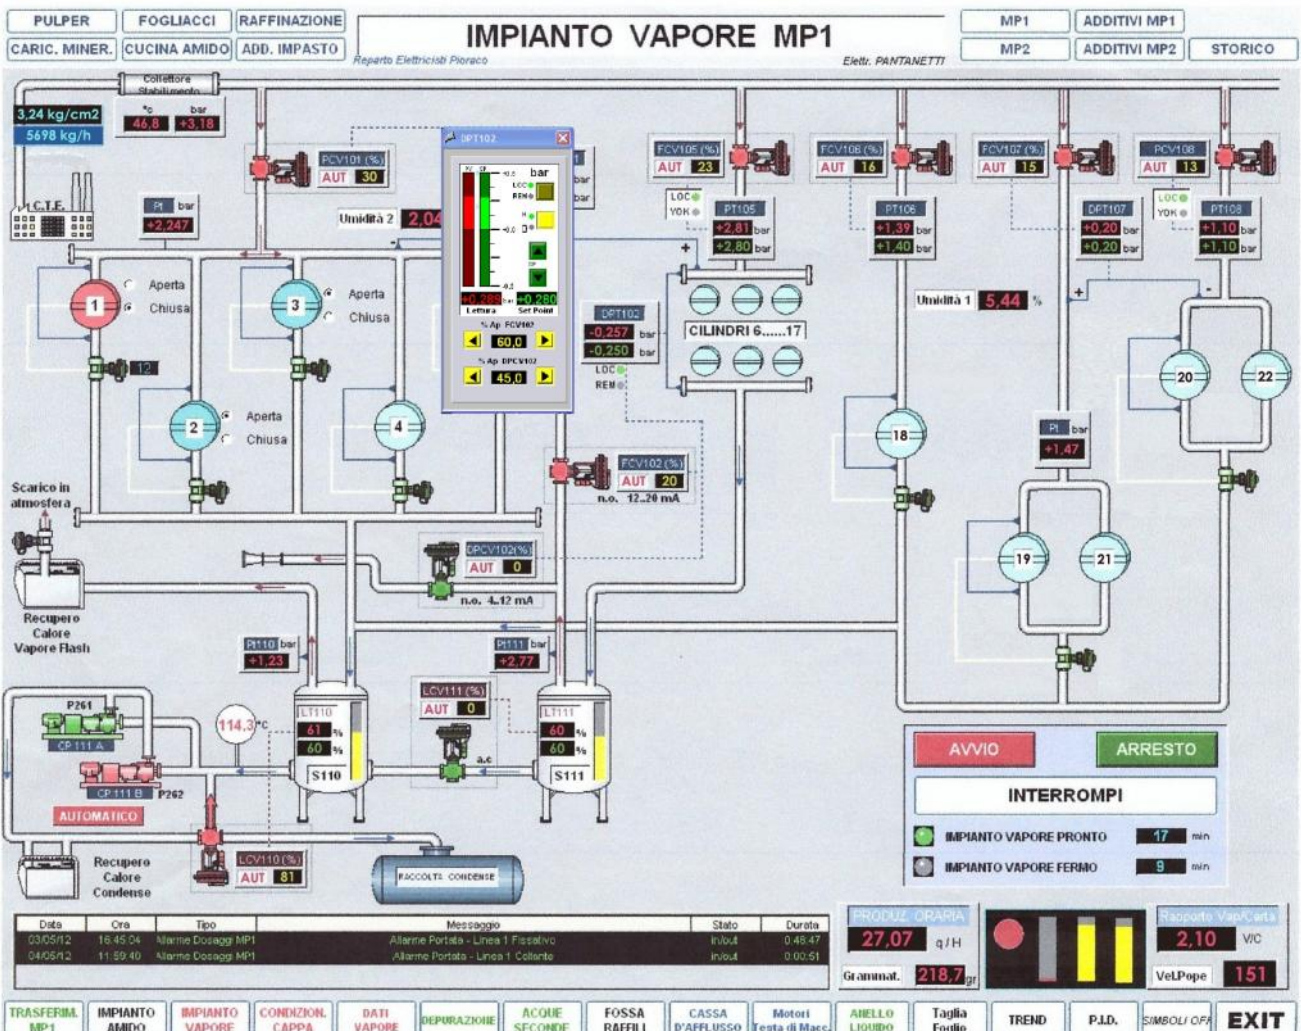 PULPER
FOGLIACCI
RAFFINAZIONE
CARIC. MINER.
CUCINA AMIDO
ADD. IMPASTO
IMPIANTO VAPORE MP1
Reparto Elettricisti Pioraco
Elettr. PANTANETTI
MP1
ADDITIVI MP1
MP2
ADDITIVI MP2
STORICO
Collettore
Stabilimento
°c bar
46,8 +3,18
3,24 kg/cm2
5698 kg/h
C.T.E.
PI bar
+2,247
PCV101 (%)
AUT 30
Umidità 2 2,04
DPT102
bar
LOC
REM
Lettura
Set Point
+0,289 bar +0,280
% Ap FCV102
60,0
% Ap DPCV102
45,0
FCV105 (%)
AUT 23
LOC
YOK
PT105
+2,81 bar
+2,80 bar
FCV106 (%)
AUT 16
PT106
+1,39 bar
+1,40 bar
FCV107 (%)
AUT 15
DPT107
+0,20 bar
+0,20 bar
PCV108
AUT 13
LOC
YOK
PT108
+1,10 bar
+1,10 bar
1
Aperta
Chiusa
12
2
Aperta
Chiusa
3
Aperta
Chiusa
4
DPT102
-0,257 bar
-0,250 bar
LOC
REM
CILINDRI 6......17
Umidità 1 5,44 %
18
20
22
PI bar
+1,47
19
21
FCV102 (%)
AUT 20
n.o. 12..20 mA
Scarico in
atmosfera
Recupero
Calore
Vapore Flash
DPCV102(%)
AUT 0
n.o. 4..12 mA
Pt110 bar
+1,23
Pt111 bar
+2,77
P261
CP 111 A
CP 111 B
P262
AUTOMATICO
114,3 °C
LT110
61 %
60 %
S110
LCV111 (%)
AUT 0
a.c
LT111
60 %
60 %
S111
Recupero
Calore
Condense
LCV110 (%)
AUT 81
RACCOLTA CONDENSE
AVVIO
ARRESTO
INTERROMPI
IMPIANTO VAPORE PRONTO 17 min
IMPIANTO VAPORE FERMO 9 min
Data Ora Tipo Messaggio Stato Durata
03/05/12 16.45.04 Allarme Dosaggi MP1 Allarme Portata - Linea 1 Fissativo in/out 0:46:47
04/05/12 11.59.40 Allarme Dosaggi MP1 Allarme Portata - Linea 1 Collante in/out 0:00:51
PRODUZ. ORARIA
27,07 q / H
Grammat. 218,7 gr
Rapporto Vap/Carta
2,10 V/C
Vel.Pope 151
TRASFERIM.
MP1
IMPIANTO
AMIDO
IMPIANTO
VAPORE
CONDIZION.
CAPPA
DATI
VAPORE
DEPURAZIONE
ACQUE
SECONDE
FOSSA
RAFFILI
CASSA
D'AFFLUSSO
Motori
Testa di Macc.
ANELLO
LIQUIDO
Taglia
Foglio
TREND
P.I.D.
SIMBOLI OFF
EXIT